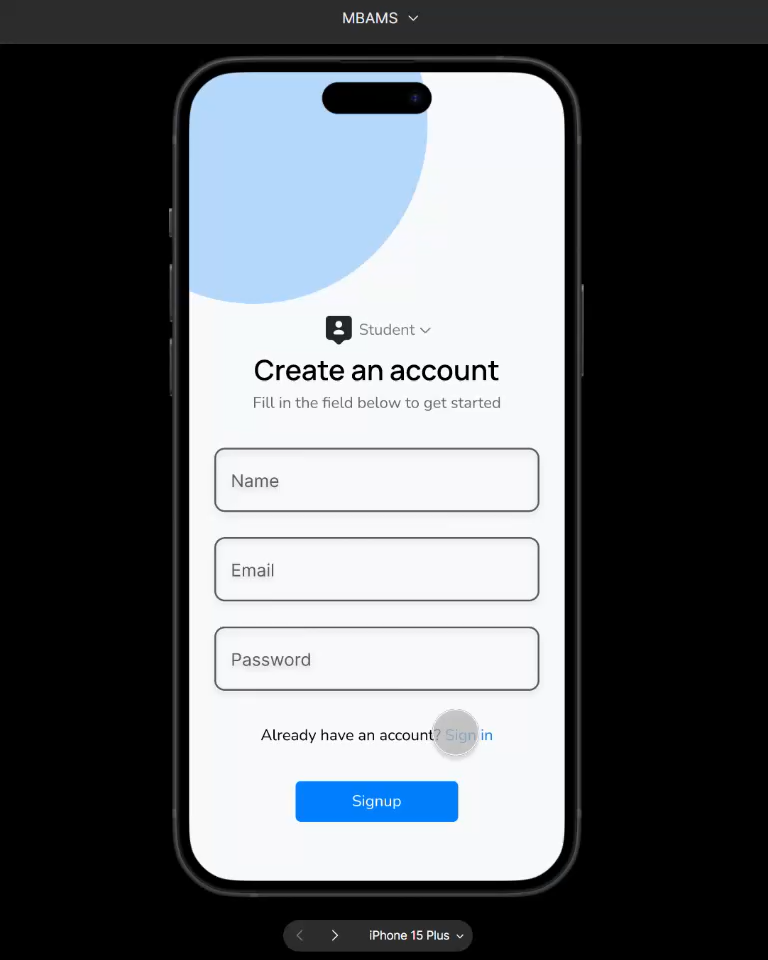 MBAMS
Student
Create an account
Fill in the field below to get started
Name
Email
Password
Already have an account? Sign in
Signup
iPhone 15 Plus